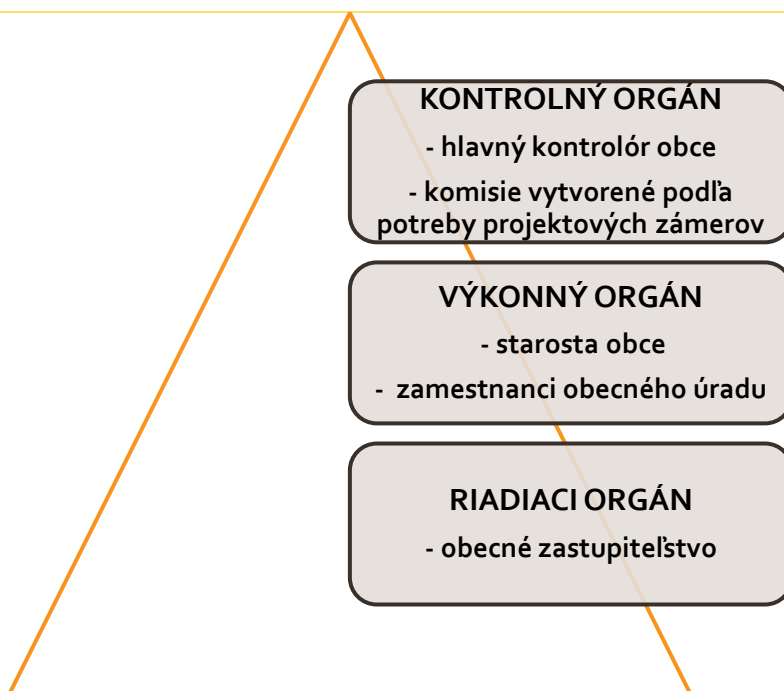 KONTROLNÝ ORGÁN
- hlavný kontrolór obce
- komisie vytvorené podľa
potreby projektových zámerov
VÝKONNÝ ORGÁN
- starosta obce
- zamestnanci obecného úradu
RIADIACI ORGÁN
- obecné zastupiteľstvo